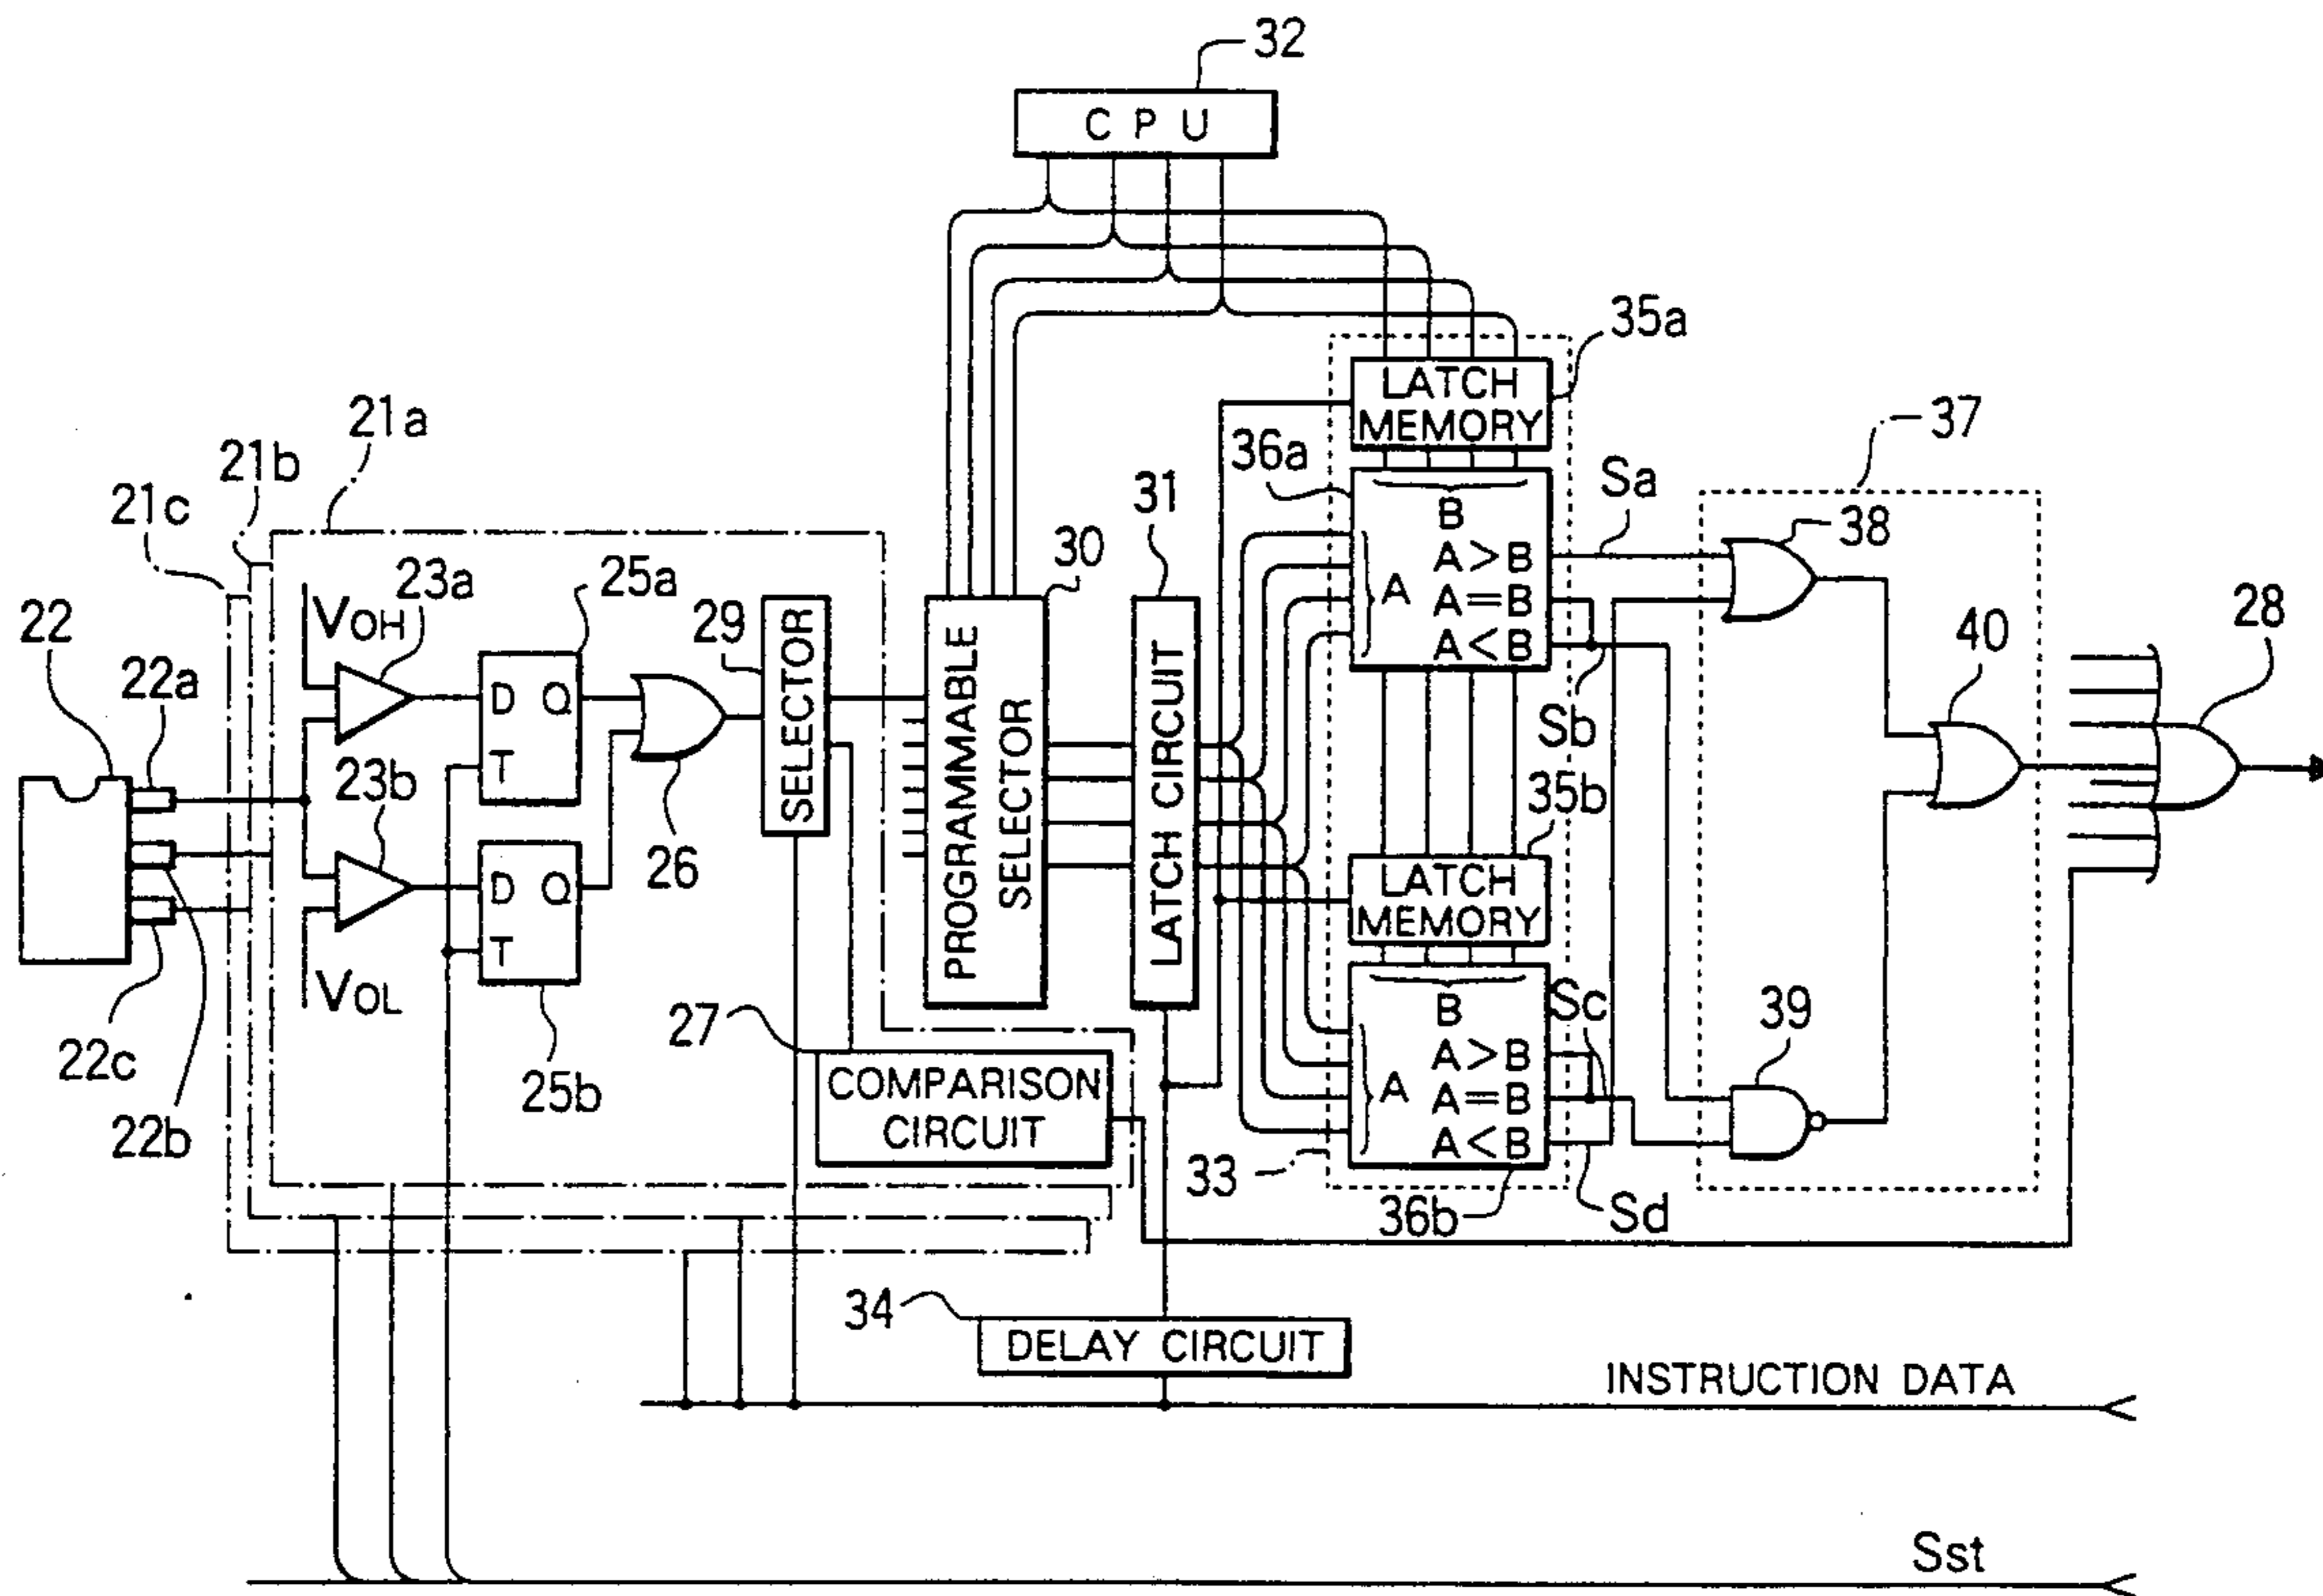 32
C P U
35a
LATCH
MEMORY
21a
37
21b
36a
Sa
21c
31
B
38
23a
25a
30
A>B
VOH
29
A
A=B
28
22
40
22a
A<B
D Q
SELECTOR
PROGRAMMABLE
SELECTOR
LATCH CIRCUIT
T
Sb
23b
35b
26
LATCH
MEMORY
D Q
T
VOL
Sc
B
27
39
22c
A>B
COMPARISON
CIRCUIT
25b
A
A=B
22b
A<B
33
36b
Sd
34
DELAY CIRCUIT
INSTRUCTION DATA
Sst